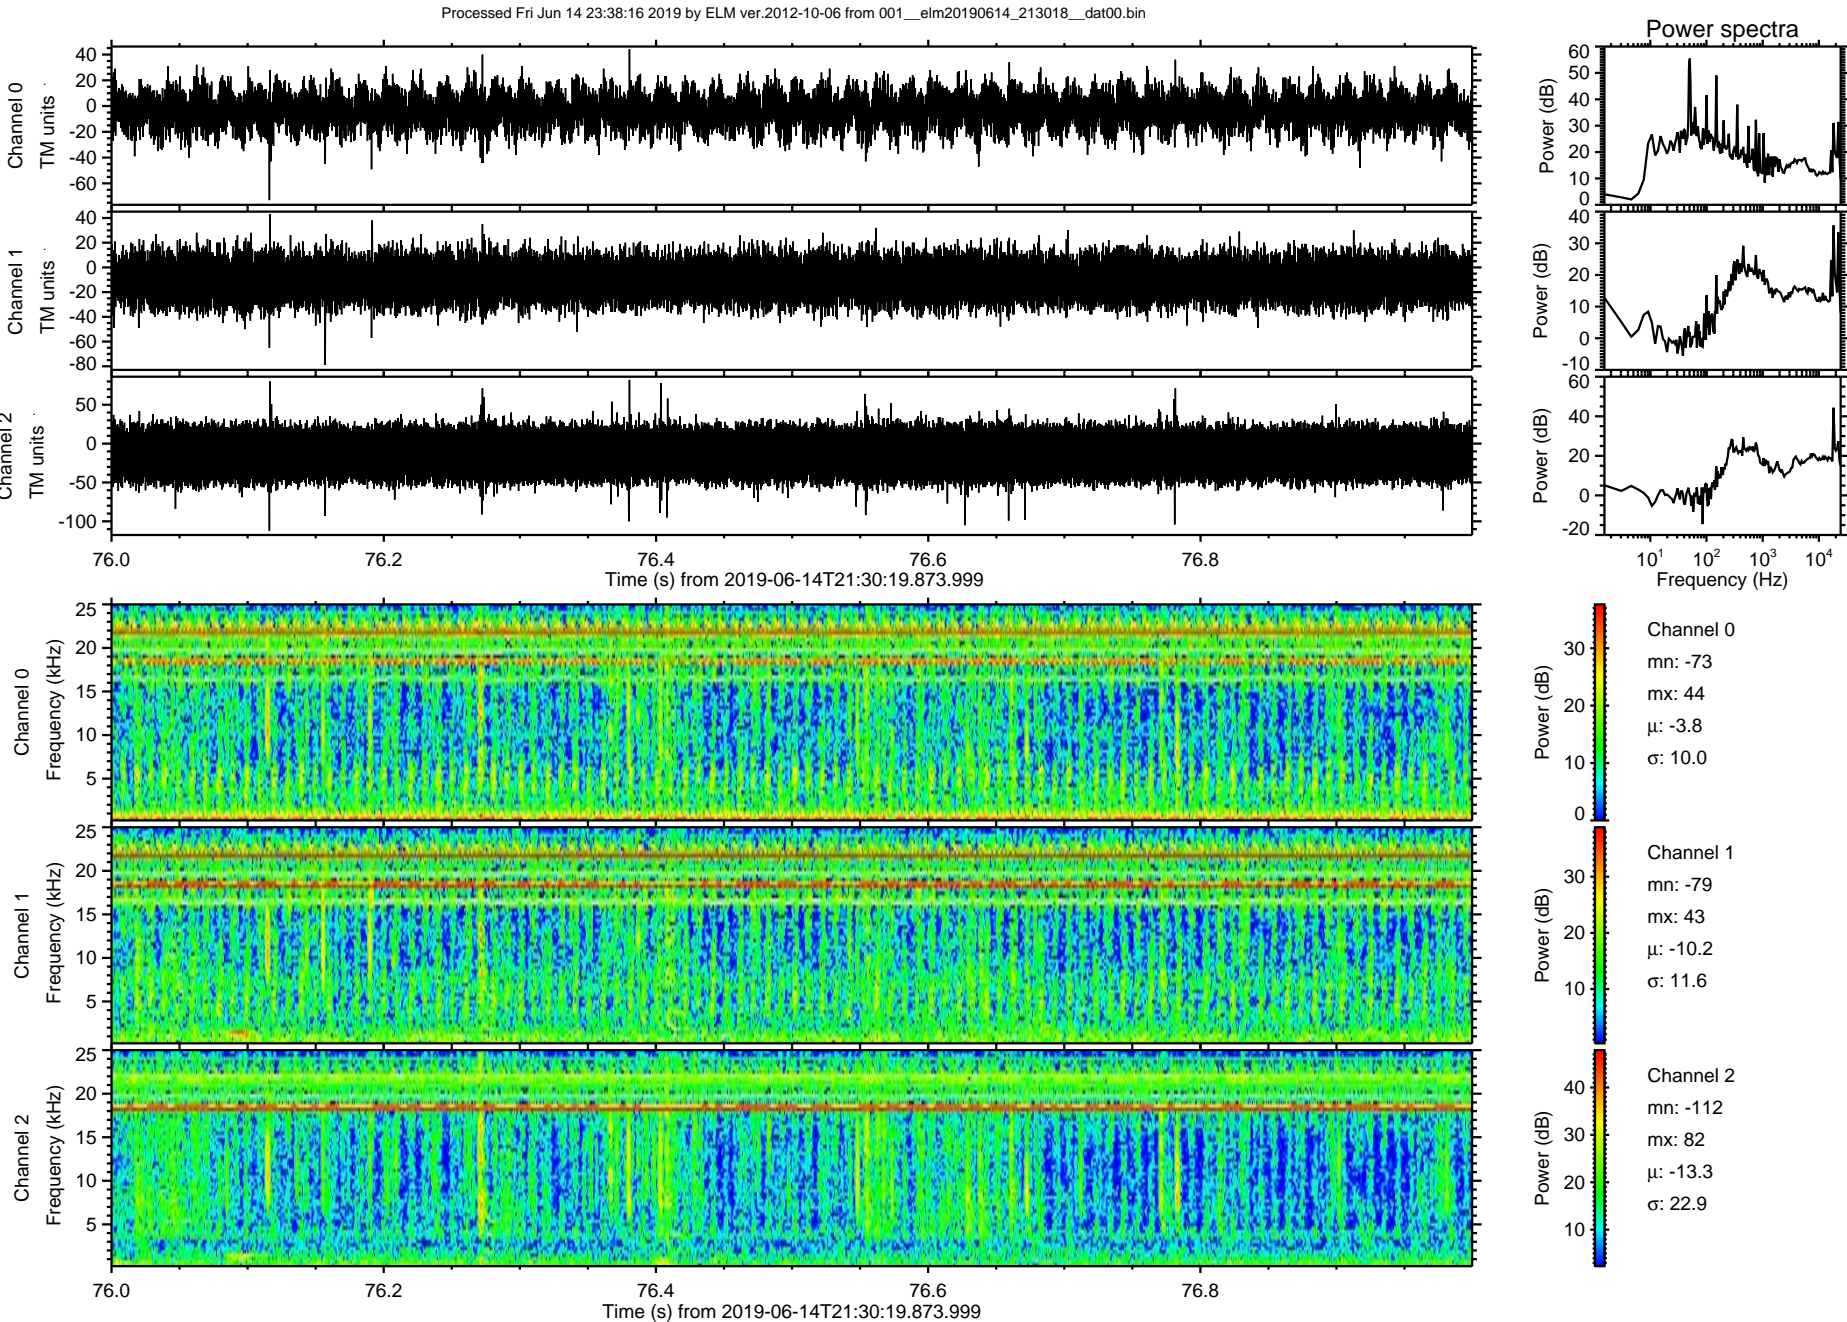 Processed Fri Jun 14 23:38:16 2019 by ELM ver.2012-10-06 from 001__elm20190614_213018__dat00.bin
Power spectra
Channel 0
TM units
40
20
0
-20
-40
-60
Power (dB)
60
50
40
30
20
10
0
Channel 1
TM units
40
20
0
-20
-40
-60
-80
Power (dB)
40
30
20
10
0
-10
Channel 2
TM units
50
0
-50
-100
Power (dB)
60
40
20
0
-20
76.0 76.2 76.4 76.6 76.8
Time (s) from 2019-06-14T21:30:19.873.999
10^1 10^2 10^3 10^4
Frequency (Hz)
Channel 0
Frequency (kHz)
25
20
15
10
5
Power (dB)
30
20
10
0
Channel 0
mn: -73
mx: 44
μ: -3.8
σ: 10.0
Channel 1
Frequency (kHz)
25
20
15
10
5
Power (dB)
30
20
10
Channel 1
mn: -79
mx: 43
μ: -10.2
σ: 11.6
Channel 2
Frequency (kHz)
25
20
15
10
5
Power (dB)
40
30
20
10
Channel 2
mn: -112
mx: 82
μ: -13.3
σ: 22.9
76.0 76.2 76.4 76.6 76.8
Time (s) from 2019-06-14T21:30:19.873.999